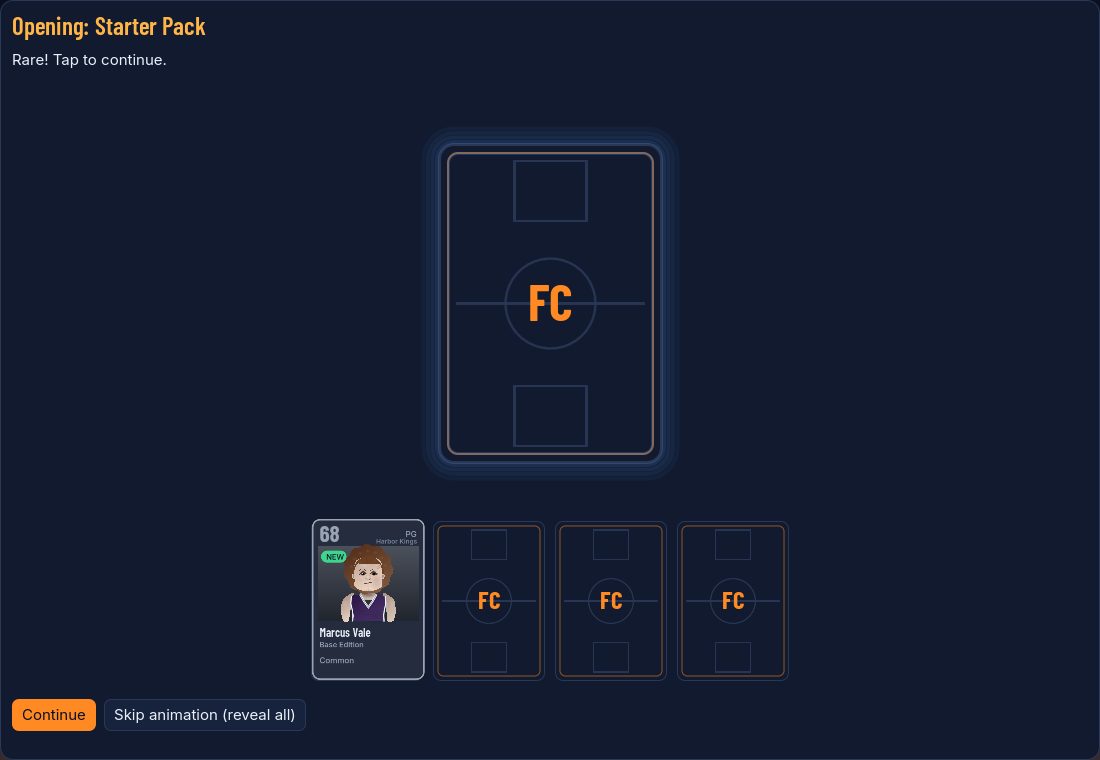 Opening: Starter Pack
Rare! Tap to continue.
FC
68
PG
Harbor Kings
NEW
Marcus Vale
Base Edition
Common
FC
FC
FC
Continue
Skip animation (reveal all)